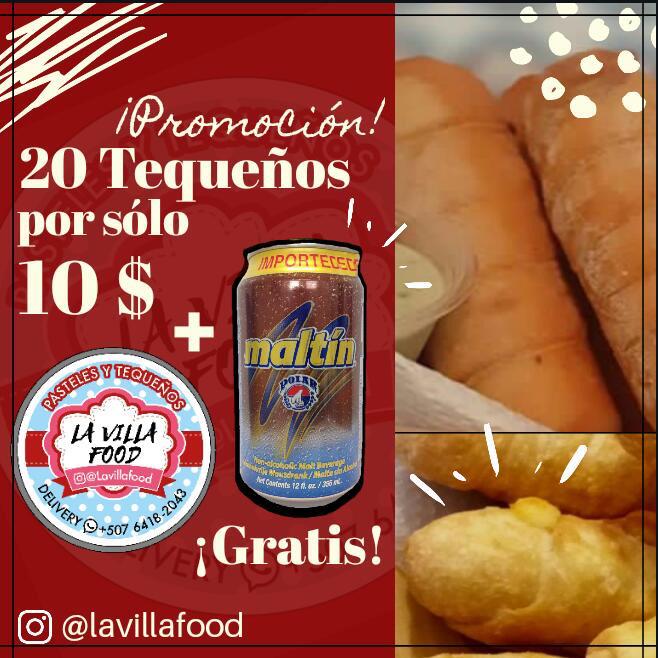 ¡Promoción!
20 Tequeños
por sólo
10 $
+
IMPORTED
maltín
POLAR
Non-alcoholic Malt Beverage
Net Contents 12 fl. oz. / 355 mL.
PASTELES Y TEQUEÑOS
LA VILLA
FOOD
@Lavillafood
DELIVERY +507 6418-2043
¡Gratis!
@lavillafood